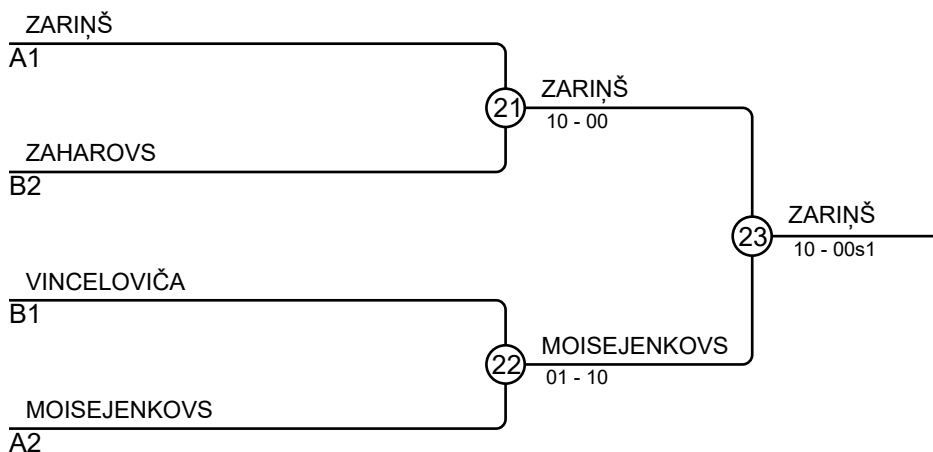 ZARIŅŠ
A1
21
ZARIŅŠ
10 - 00
ZAHAROVS
B2
23
ZARIŅŠ
10 - 00s1
VINCELOVIČA
B1
22
MOISEJENKOVS
01 - 10
MOISEJENKOVS
A2